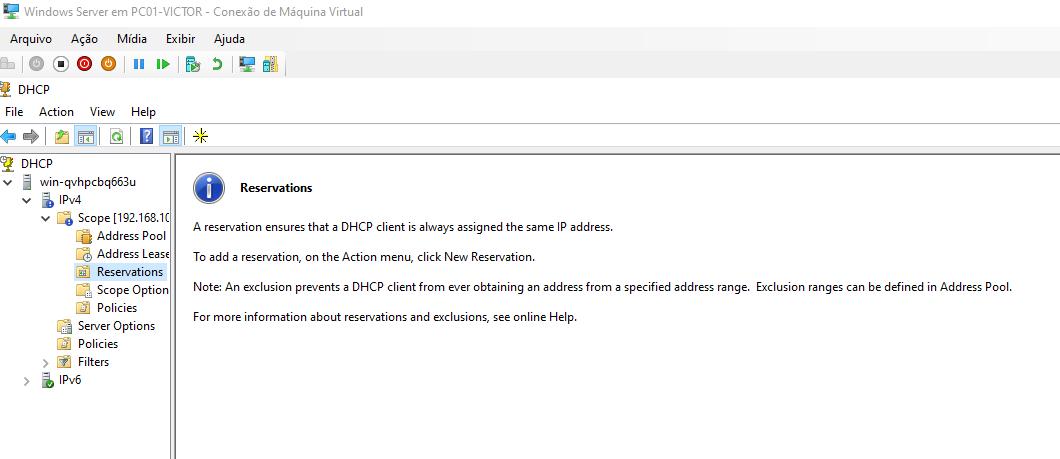 Windows Server em PC01-VICTOR - Conexão de Máquina Virtual
Arquivo Ação Mídia Exibir Ajuda
DHCP
File Action View Help
DHCP
win-qvhpcbq663u
IPv4
Scope [192.168.10
Address Pool
Address Lease
Reservations
Scope Option
Policies
Server Options
Policies
Filters
IPv6
Reservations
A reservation ensures that a DHCP client is always assigned the same IP address.
To add a reservation, on the Action menu, click New Reservation.
Note: An exclusion prevents a DHCP client from ever obtaining an address from a specified address range. Exclusion ranges can be defined in Address Pool.
For more information about reservations and exclusions, see online Help.